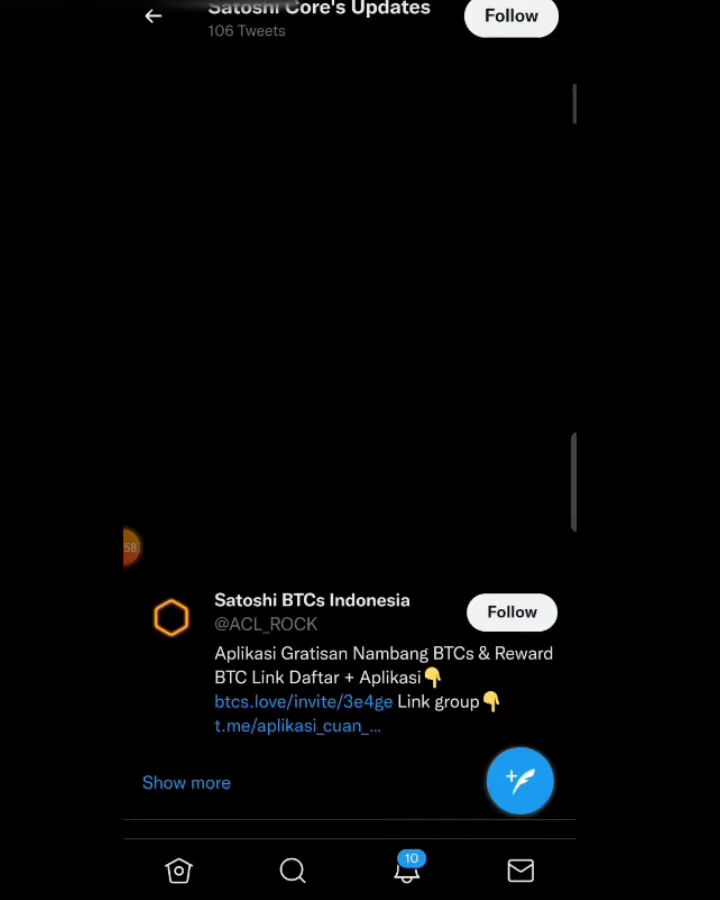 Satoshi Core's Updates
Follow
106 Tweets
58
Satoshi BTCs Indonesia
Follow
@ACL_ROCK
Aplikasi Gratisan Nambang BTCs & Reward
BTC Link Daftar + Aplikasi👇
btcs.love/invite/3e4ge Link group👇
t.me/aplikasi_cuan_...
Show more
10